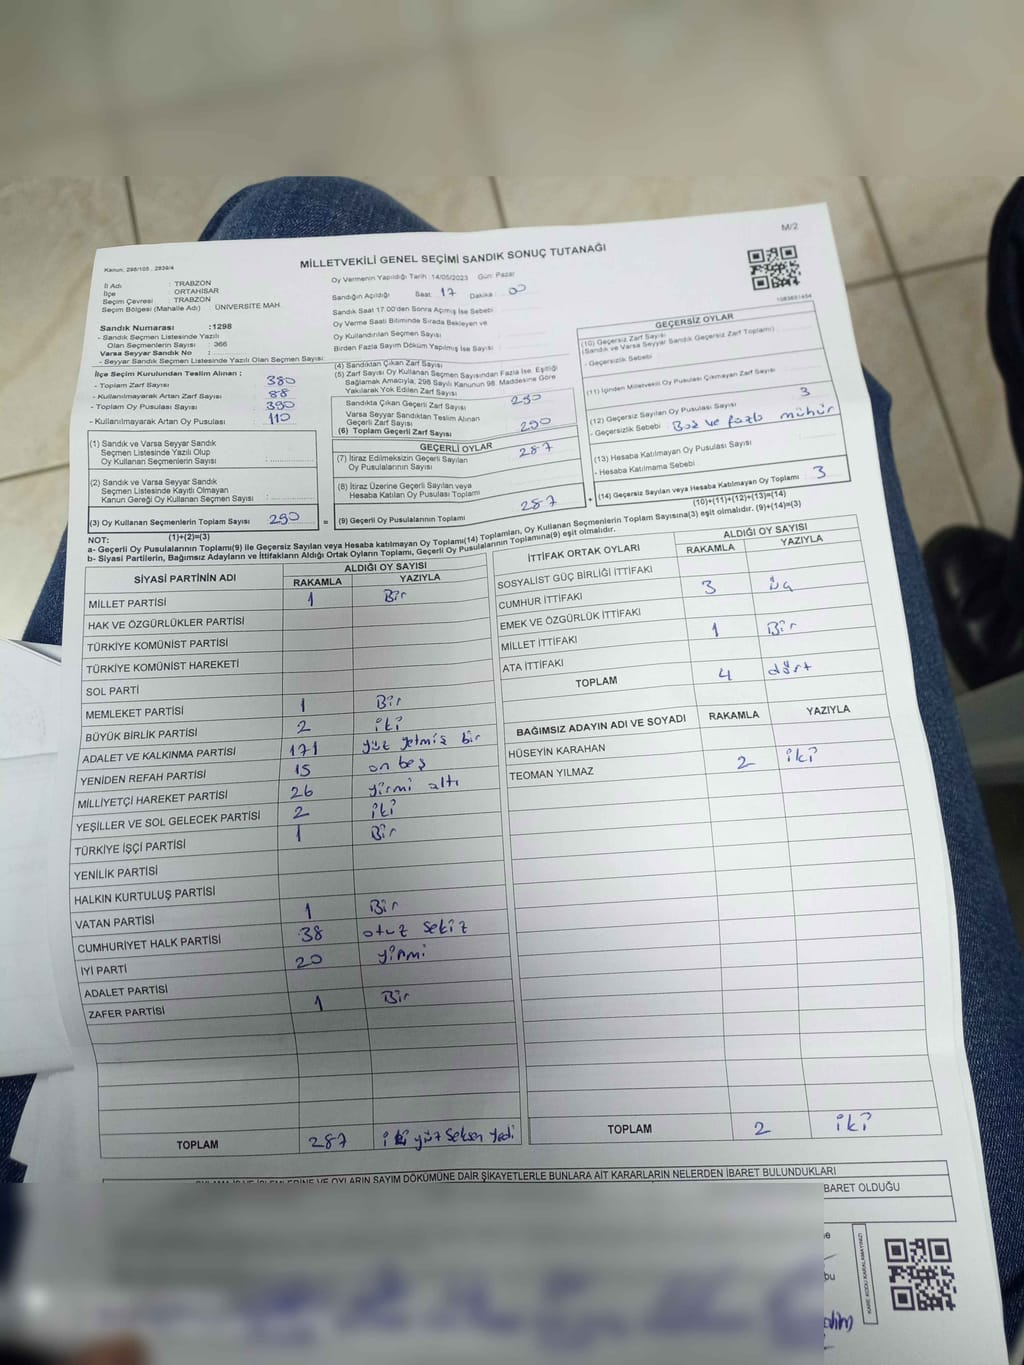 M/2
MİLLETVEKİLİ GENEL SEÇİMİ SANDIK SONUÇ TUTANAĞI
Kanun: 298/105 , 2839/4
İl Adı : TRABZON
İlçe : ORTAHİSAR
Seçim Çevresi : TRABZON
Seçim Bölgesi (Mahalle Adı) : ÜNİVERSİTE MAH.
Sandık Numarası :1298
- Sandık Seçmen Listesinde Yazılı
Olan Seçmenlerin Sayısı : 366
Varsa Seyyar Sandık No :
- Seyyar Sandık Seçmen Listesinde Yazılı Olan Seçmen Sayısı:
Oy Vermenin Yapıldığı Tarih :14/05/2023 Gün: Pazar
Sandığın Açıldığı Saat: 17 Dakika : 00
Sandık Saat 17.00'den Sonra Açılmış İse Sebebi :
Oy Verme Saati Bitiminde Sırada Bekleyen ve
Oy Kullandırılan Seçmen Sayısı
Birden Fazla Sayım Döküm Yapılmış İse Sayısı :
1083691454
İlçe Seçim Kurulundan Teslim Alınan :
- Toplam Zarf Sayısı : 380
- Kullanılmayarak Artan Zarf Sayısı : 88
- Toplam Oy Pusulası Sayısı : 390
- Kullanılmayarak Artan Oy Pusulası : 110
(1) Sandık ve Varsa Seyyar Sandık
Seçmen Listesinde Yazılı Olup
Oy Kullanan Seçmenlerin Sayısı :
(2) Sandık ve Varsa Seyyar Sandık
Seçmen Listesinde Kayıtlı Olmayan
Kanun Gereği Oy Kullanan Seçmen Sayısı :
(3) Oy Kullanan Seçmenlerin Toplam Sayısı 290 =
(1)+(2)=(3)
(4) Sandıktan Çıkan Zarf Sayısı
(5) Zarf Sayısı Oy Kullanan Seçmen Sayısından Fazla İse, Eşitliği
Sağlamak Amacıyla; 298 Sayılı Kanunun 98. Maddesine Göre
Yakılarak Yok Edilen Zarf Sayısı
Sandıkta Çıkan Geçerli Zarf Sayısı 290
Varsa Seyyar Sandıktan Teslim Alınan
Geçerli Zarf Sayısı
(6) Toplam Geçerli Zarf Sayısı 290
GEÇERLİ OYLAR
(7) İtiraz Edilmeksizin Geçerli Sayılan
Oy Pusulalarının Sayısı 287
(8) İtiraz Üzerine Geçerli Sayılan veya
Hesaba Katılan Oy Pusulası Toplamı
(9) Geçerli Oy Pusulalarının Toplamı 287 +
GEÇERSİZ OYLAR
(10) Geçersiz Zarf Sayısı
(Sandık ve Varsa Seyyar Sandık Geçersiz Zarf Toplamı)
- Geçersizlik Sebebi :
(11) İçinden Milletvekili Oy Pusulası Çıkmayan Zarf Sayısı
(12) Geçersiz Sayılan Oy Pusulası Sayısı 3
- Geçersizlik Sebebi : Boş ve fazla mühür
(13) Hesaba Katılmayan Oy Pusulası Sayısı
- Hesaba Katılmama Sebebi :
(14) Geçersiz Sayılan veya Hesaba Katılmayan Oy Toplamı 3
(10)+(11)+(12)+(13)=(14)
NOT:
a- Geçerli Oy Pusulalarının Toplamı(9) ile Geçersiz Sayılan veya Hesaba Katılmayan Oy Toplamı(14) Toplamları, Oy Kullanan Seçmenlerin Toplam Sayısına(3) eşit olmalıdır. (9)+(14)=(3)
b- Siyasi Partilerin, Bağımsız Adayların ve İttifakların Aldığı Ortak Oyların Toplamı, Geçerli Oy Pusulalarının Toplamına(9) eşit olmalıdır.
SİYASİ PARTİNİN ADI ALDIĞI OY SAYISI
RAKAMLA YAZIYLA
MİLLET PARTİSİ 1 Bir
HAK VE ÖZGÜRLÜKLER PARTİSİ
TÜRKİYE KOMÜNİST PARTİSİ
TÜRKİYE KOMÜNİST HAREKETİ
SOL PARTİ
MEMLEKET PARTİSİ 1 Bir
BÜYÜK BİRLİK PARTİSİ 2 iki
ADALET VE KALKINMA PARTİSİ 171 yüz yetmiş bir
YENİDEN REFAH PARTİSİ 15 on beş
MİLLİYETÇİ HAREKET PARTİSİ 26 yirmi altı
YEŞİLLER VE SOL GELECEK PARTİSİ 2 iki
TÜRKİYE İŞÇİ PARTİSİ 1 Bir
YENİLİK PARTİSİ
HALKIN KURTULUŞ PARTİSİ
VATAN PARTİSİ 1 Bir
CUMHURİYET HALK PARTİSİ 38 otuz sekiz
İYİ PARTİ 20 yirmi
ADALET PARTİSİ
ZAFER PARTİSİ 1 Bir
TOPLAM 287 iki yüz seksen yedi
İTTİFAK ORTAK OYLARI ALDIĞI OY SAYISI
RAKAMLA YAZIYLA
SOSYALİST GÜÇ BİRLİĞİ İTTİFAKI
CUMHUR İTTİFAKI 3 üç
EMEK VE ÖZGÜRLÜK İTTİFAKI
MİLLET İTTİFAKI 1 Bir
ATA İTTİFAKI
TOPLAM 4 dört
BAĞIMSIZ ADAYIN ADI VE SOYADI RAKAMLA YAZIYLA
HÜSEYİN KARAHAN
TEOMAN YILMAZ 2 iki
TOPLAM 2 iki
OYLARIN SAYIM DÖKÜMÜNE DAİR ŞİKAYETLERLE BUNLARA AİT KARARLARIN NELERDEN İBARET BULUNDUKLARI
BARET OLDUĞU
KARE KODU KARALAMAYINIZ!